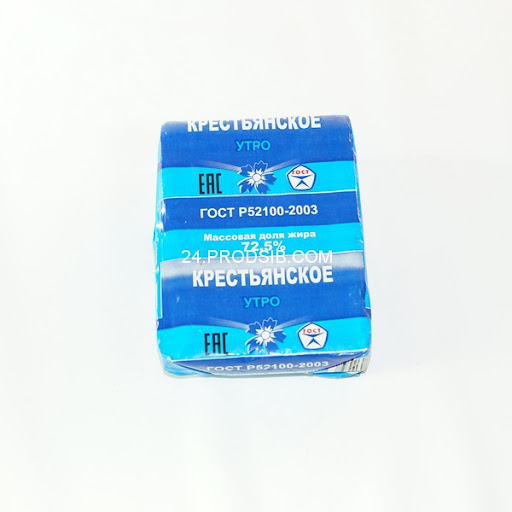 КРЕСТЬЯНСКОЕ
УТРО
ЕАС
ГОСТ
ГОСТ Р52100-2003
Массовая доля жира
72,5%
24.PRODSIB.COM
КРЕСТЬЯНСКОЕ
УТРО
ЕАС
ГОСТ
ГОСТ Р52100-2003